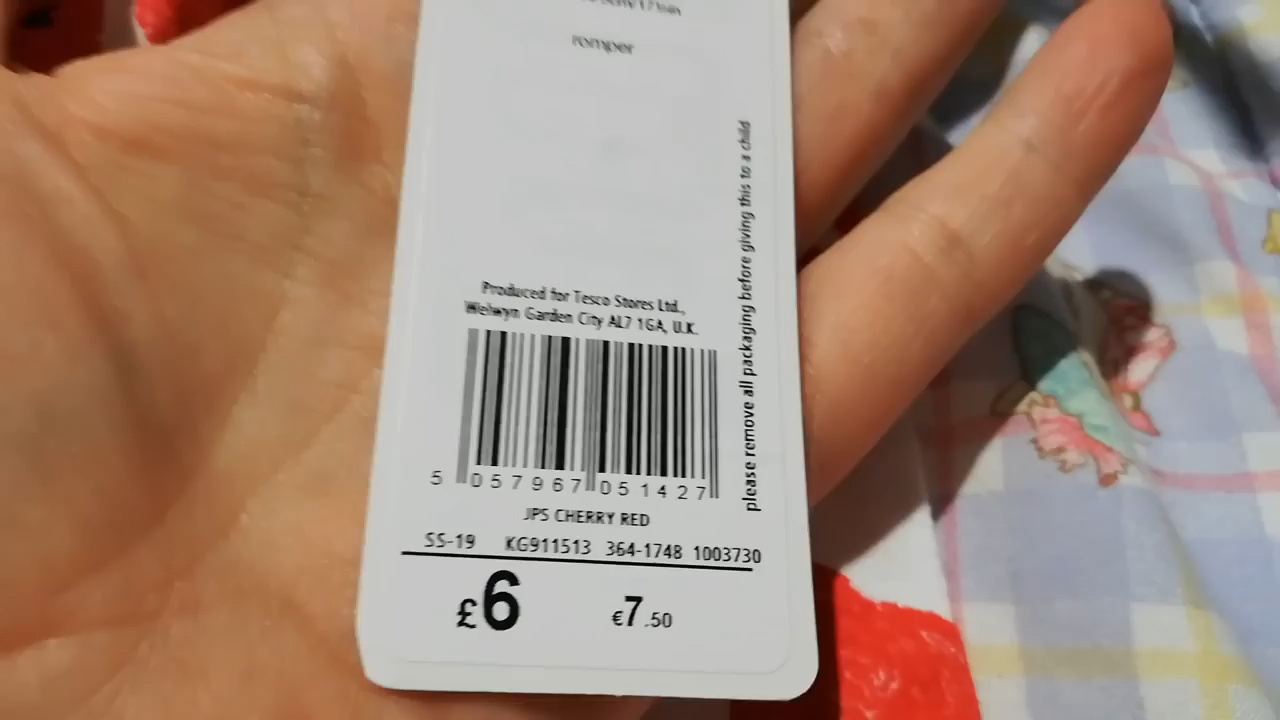 romper
Produced for Tesco Stores Ltd.,
Welwyn Garden City AL7 1GA, U.K.
please remove all packaging before giving this to a child
5 057967 051427
JPS CHERRY RED
SS-19 KG911513 364-1748 1003730
£6 €7.50